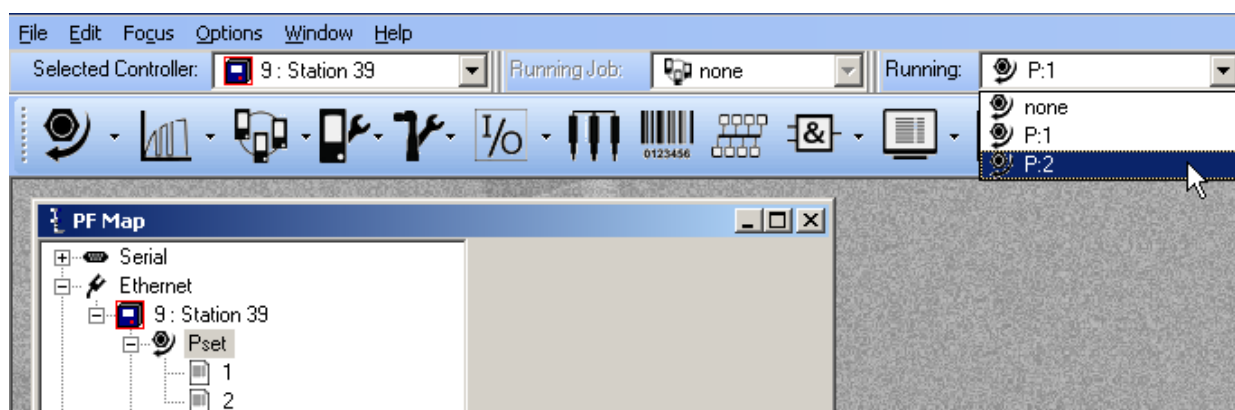 File Edit Focus Options Window Help
Selected Controller: 9 : Station 39 Running Job: none Running: P:1
none
P:1
P:2
I/O 0123456 &
PF Map
Serial
Ethernet
9 : Station 39
Pset
1
2